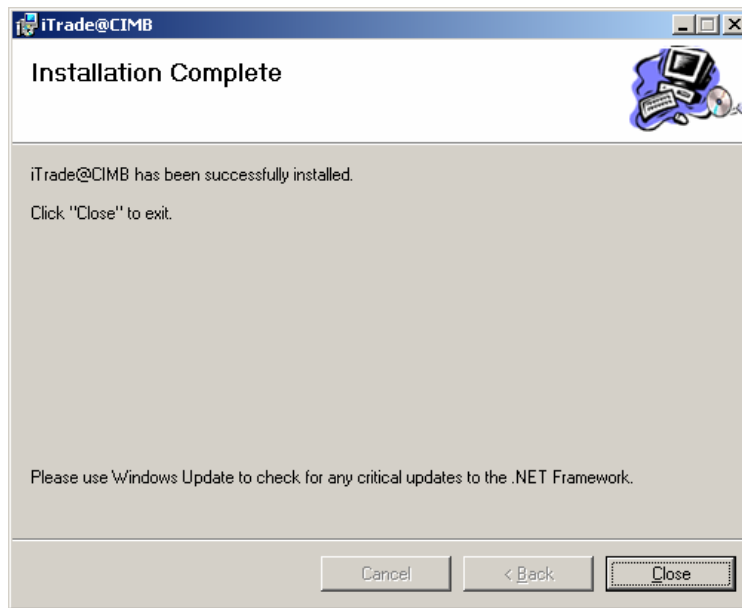 iTrade@CIMB
Installation Complete
iTrade@CIMB has been successfully installed.
Click "Close" to exit.
Please use Windows Update to check for any critical updates to the .NET Framework.
Cancel
< Back
Close